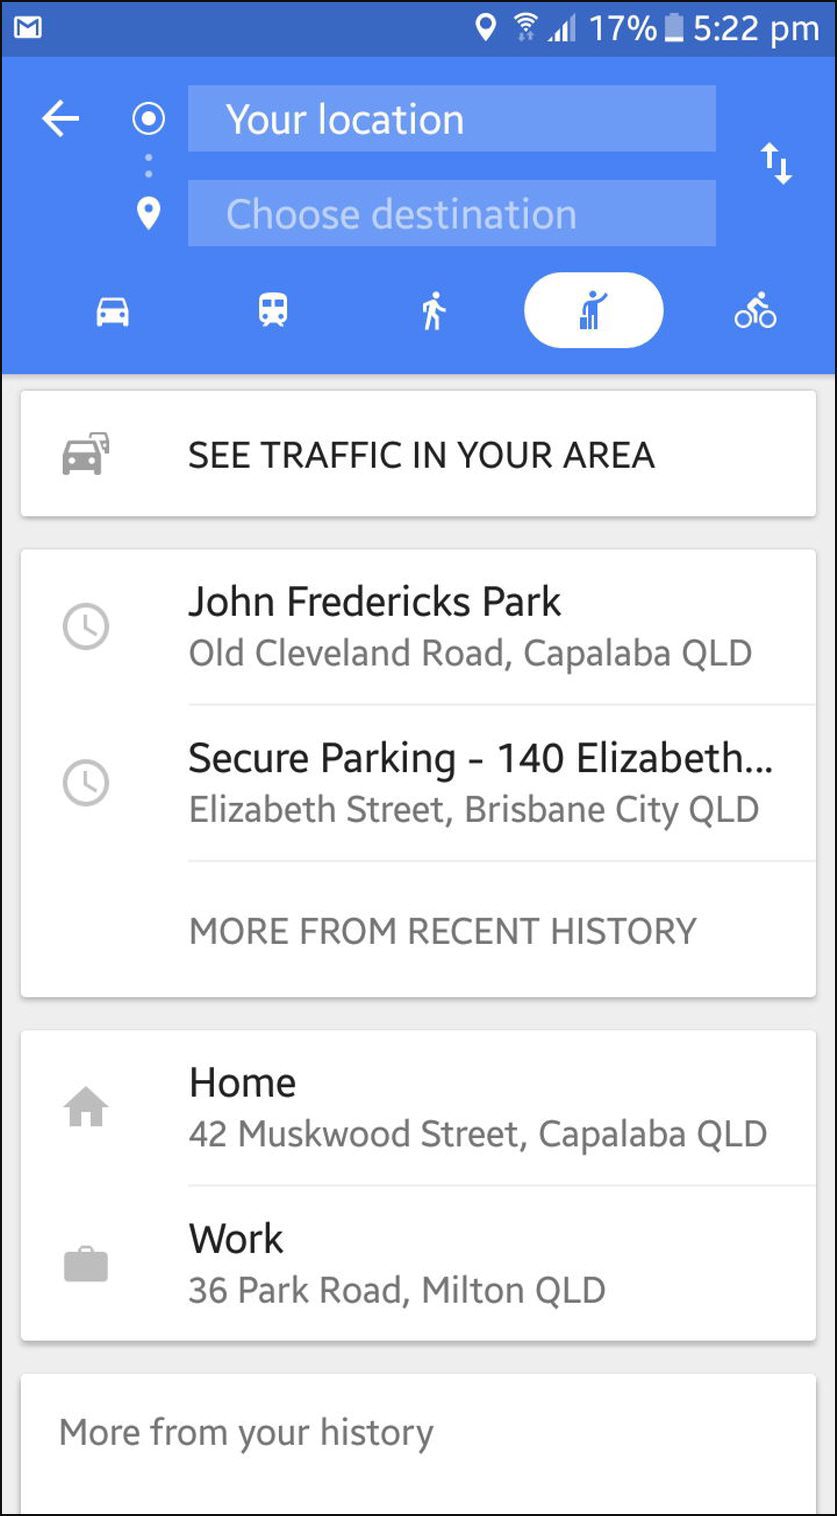 17% 5:22 pm
Your location
Choose destination
SEE TRAFFIC IN YOUR AREA
John Fredericks Park
Old Cleveland Road, Capalaba QLD
Secure Parking - 140 Elizabeth...
Elizabeth Street, Brisbane City QLD
MORE FROM RECENT HISTORY
Home
42 Muskwood Street, Capalaba QLD
Work
36 Park Road, Milton QLD
More from your history